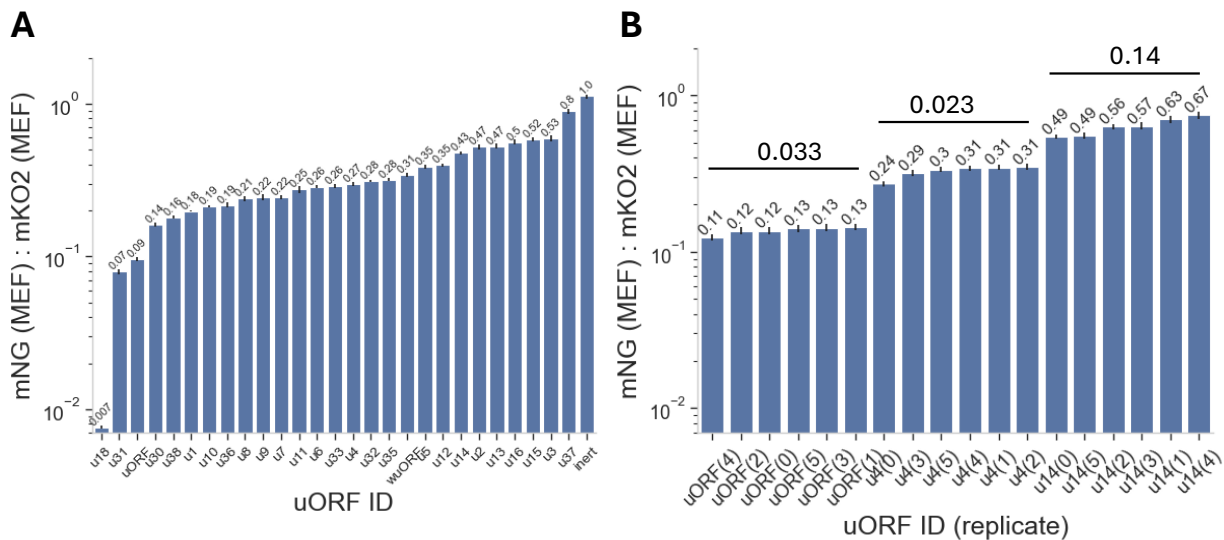 A
mNG (MEF) : mKO2 (MEF)
10⁰
10⁻¹
10⁻²
0.007 0.07 0.09 0.14 0.16 0.18 0.19 0.19 0.21 0.22 0.22 0.25 0.26 0.26 0.27 0.28 0.28 0.31 0.35 0.35 0.43 0.47 0.47 0.5 0.52 0.53 0.8 1.0
u18 u31 uORF u30 u38 u1 u10 u36 u8 u9 u7 u11 u6 u33 u4 u32 u35 wuORF u5 u12 u14 u2 u13 u16 u15 u3 u37 inert
uORF ID
B
mNG (MEF) : mKO2 (MEF)
10⁰
10⁻¹
10⁻²
0.033
0.023
0.14
0.11 0.12 0.12 0.13 0.13 0.13 0.24 0.29 0.3 0.31 0.31 0.31 0.49 0.49 0.56 0.57 0.63 0.67
uORF(4) uORF(2) uORF(0) uORF(5) uORF(3) uORF(1) u4(0) u4(3) u4(5) u4(4) u4(1) u4(2) u14(0) u14(5) u14(2) u14(3) u14(1) u14(4)
uORF ID (replicate)